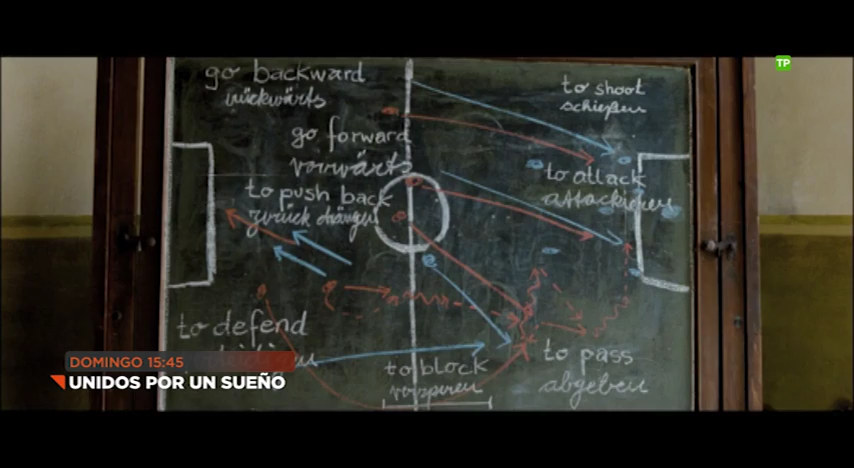 go backward
rückwärts
to shoot
schießen
go forward
vorwärts
to attack
attackieren
to push back
zurück drängen
to defend
to block
versperren
to pass
abgeben
TP
DOMINGO 15:45
UNIDOS POR UN SUEÑO